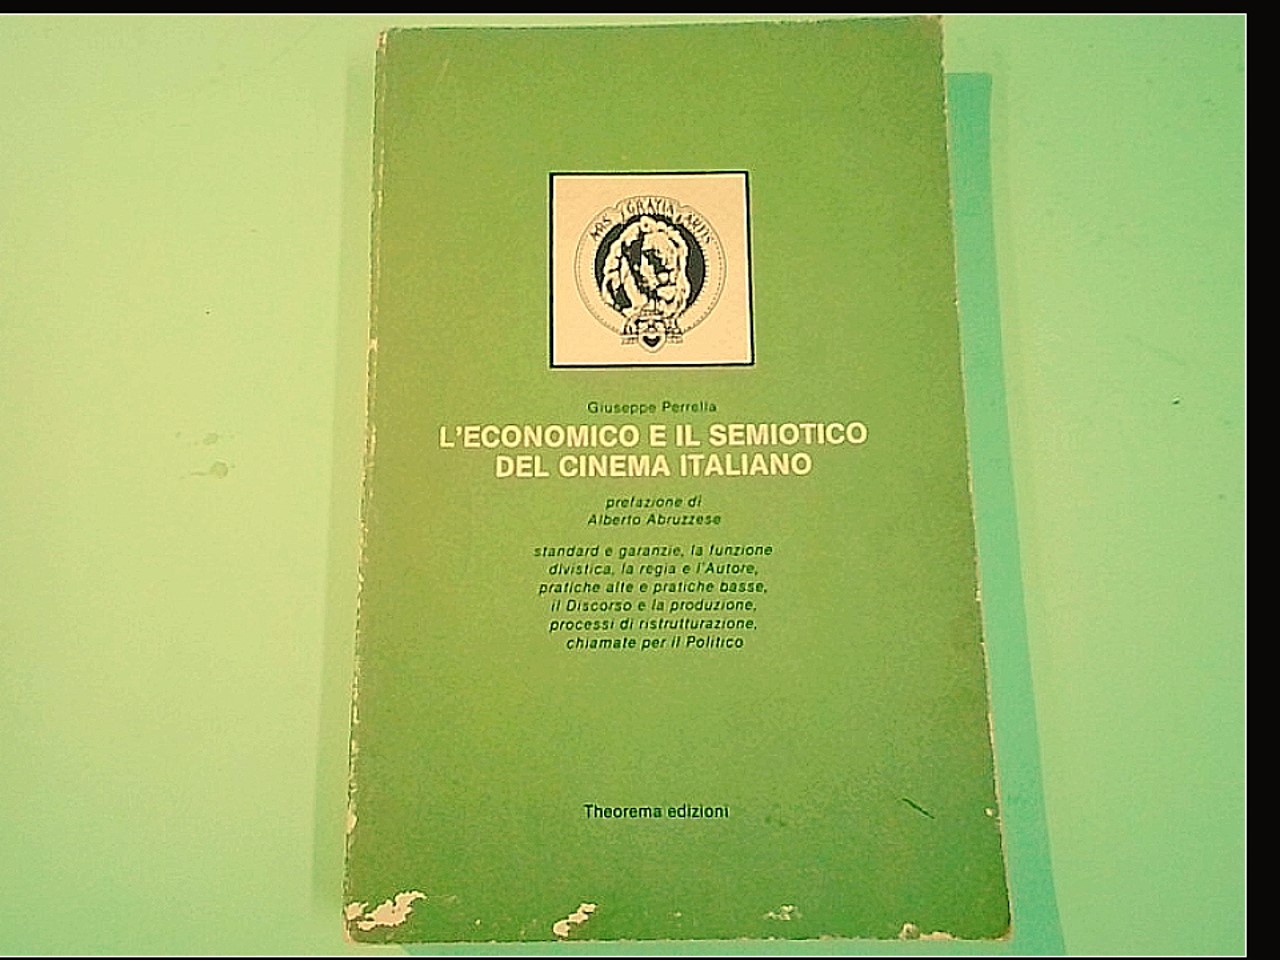 ARS GRATIA ARTIS
Giuseppe Perrella
L'ECONOMICO E IL SEMIOTICO
DEL CINEMA ITALIANO
prefazione di
Alberto Abruzzese
standard e garanzie, la funzione
divistica, la regia e l'Autore,
pratiche alte e pratiche basse,
il Discorso e la produzione,
processi di ristrutturazione,
chiamate per il Politico
Theorema edizioni